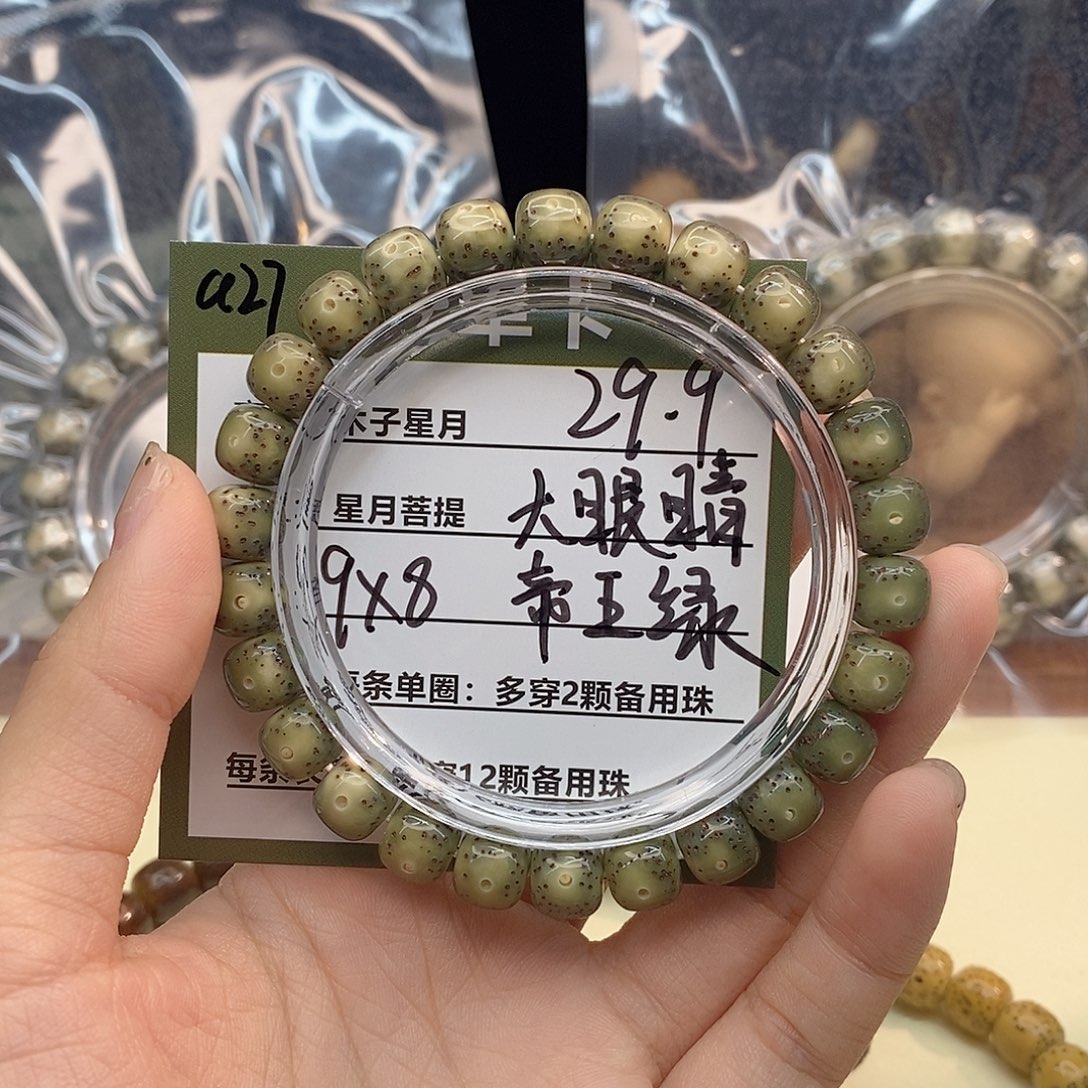 a27
单卡
木子星月 29.9
星月菩提 大眼睛
9x8 帝王绿
每条单圈：多穿2颗备用珠
每条 穿12颗备用珠